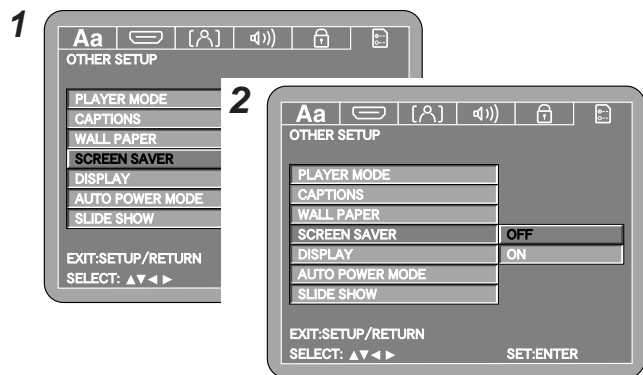 1
Aa
OTHER SETUP
PLAYER MODE
CAPTIONS
WALL PAPER
SCREEN SAVER
DISPLAY
AUTO POWER MODE
SLIDE SHOW
EXIT:SETUP/RETURN
SELECT: ▲▼◄►
2
Aa
OTHER SETUP
PLAYER MODE
CAPTIONS
WALL PAPER
SCREEN SAVER OFF
DISPLAY ON
AUTO POWER MODE
SLIDE SHOW
EXIT:SETUP/RETURN
SELECT: ▲▼◄► SET:ENTER